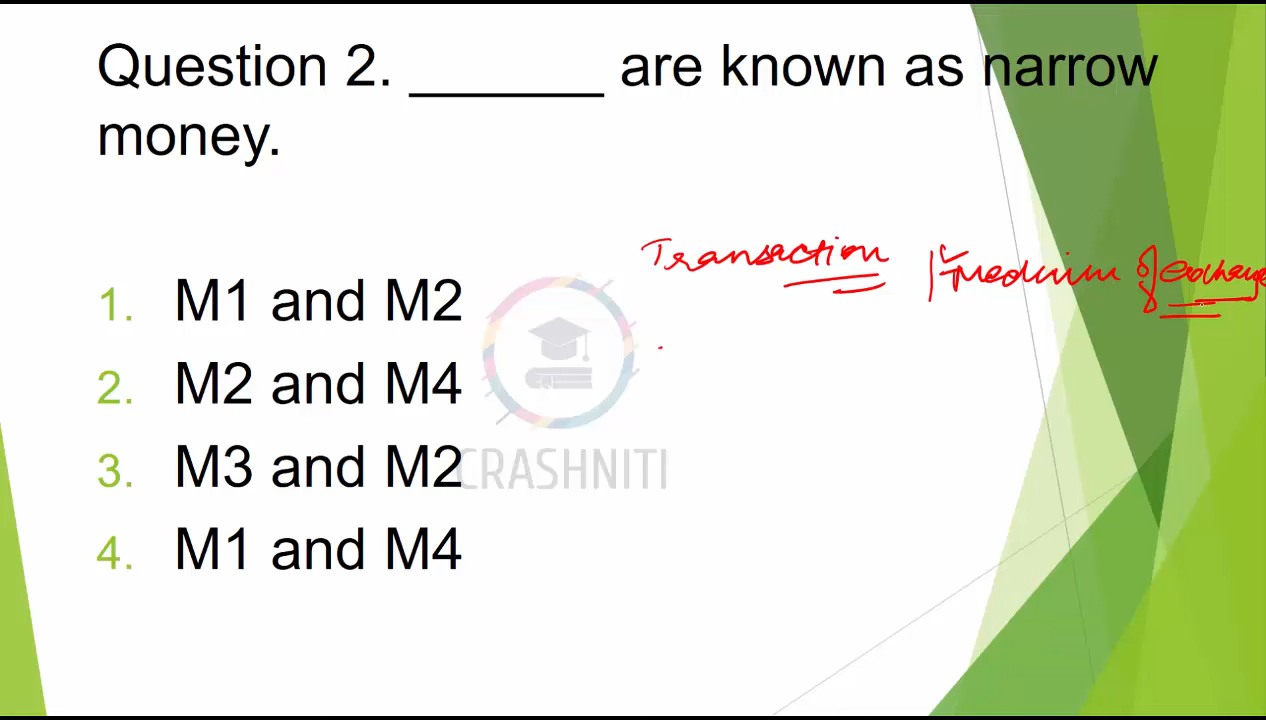 Question 2. ______ are known as narrow
money.
Transaction
medium of exchange
1. M1 and M2
2. M2 and M4
3. M3 and M2
4. M1 and M4
CRASHNITI